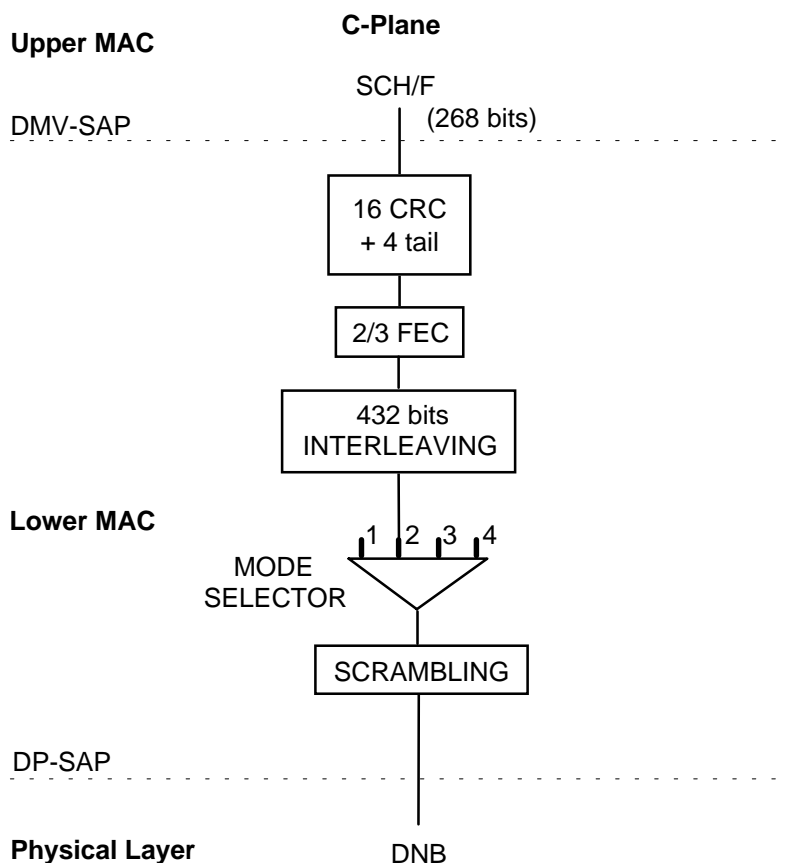 C-Plane
Upper MAC
SCH/F
DMV-SAP
(268 bits)
16 CRC
+ 4 tail
2/3 FEC
432 bits
INTERLEAVING
Lower MAC
1 2 3 4
MODE
SELECTOR
SCRAMBLING
DP-SAP
Physical Layer
DNB